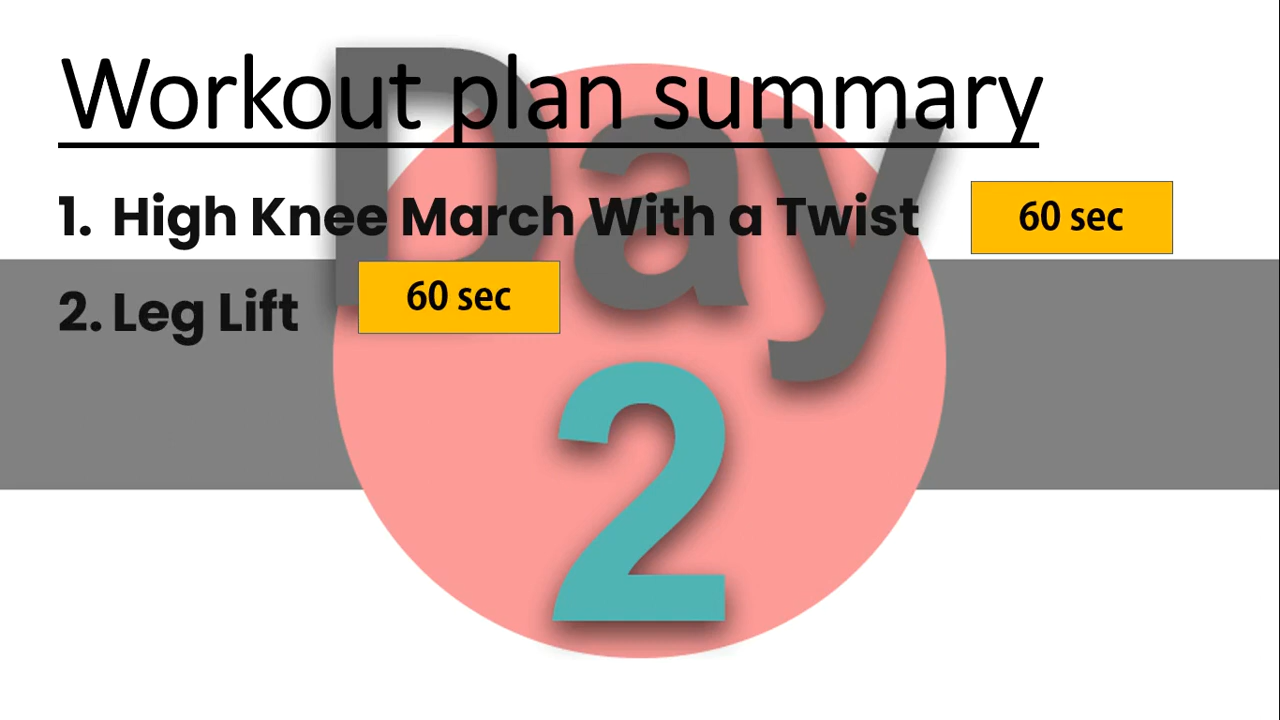 Workout plan summary
Day
1. High Knee March With a Twist 60 sec
2. Leg Lift 60 sec
2